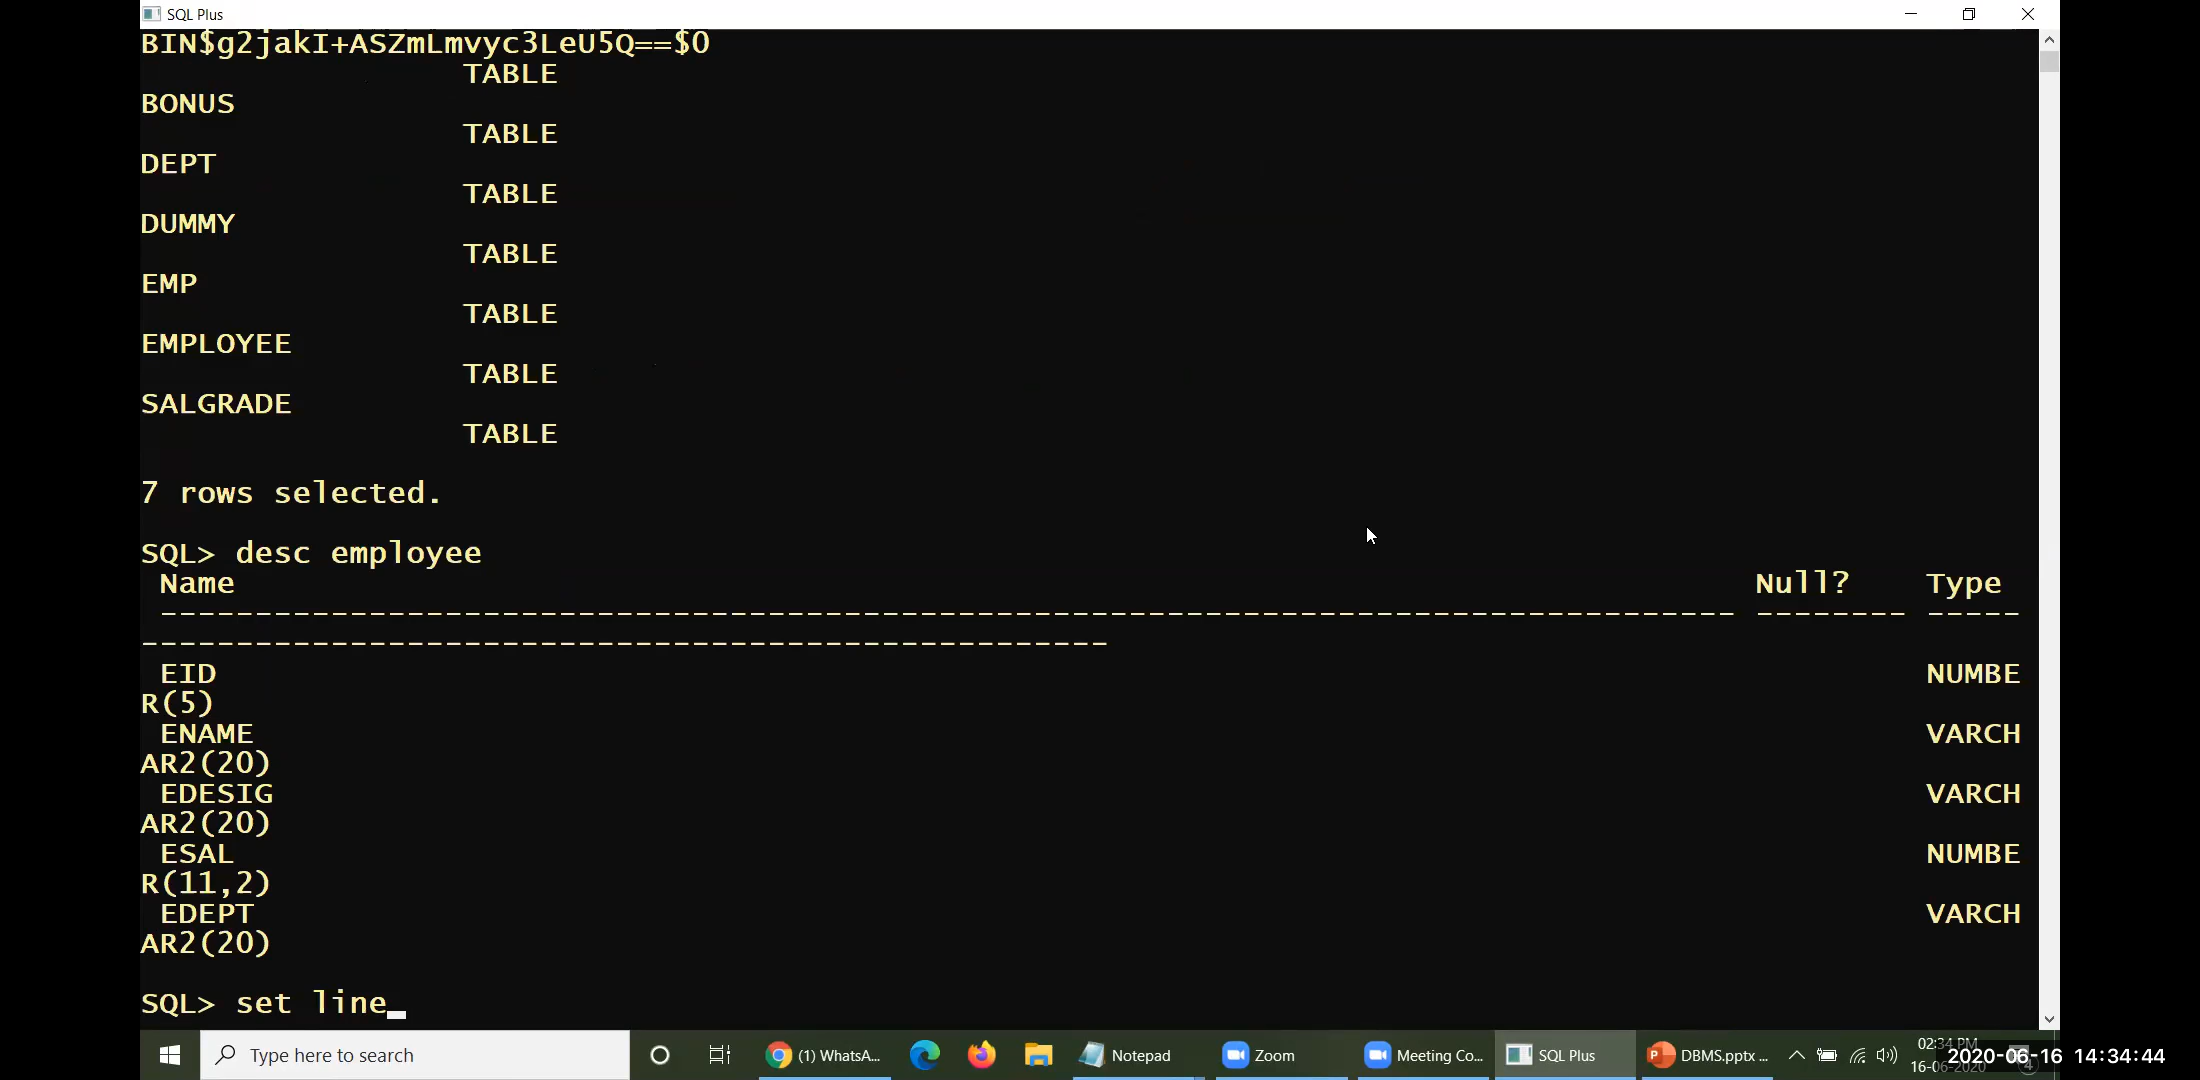 SQL Plus
BIN$g2jakI+ASZmLmvyc3LeU5Q==$0
TABLE
BONUS
TABLE
DEPT
TABLE
DUMMY
TABLE
EMP
TABLE
EMPLOYEE
TABLE
SALGRADE
TABLE
7 rows selected.
SQL> desc employee
Name Null? Type
------------------------------------------------------------------------------------ -------- -----
----------------------------------------------------
EID NUMBE
R(5)
ENAME VARCH
AR2(20)
EDESIG VARCH
AR2(20)
ESAL NUMBE
R(11,2)
EDEPT VARCH
AR2(20)
SQL> set line
Type here to search (1) WhatsA... Notepad Zoom Meeting Co... SQL Plus DBMS.pptx ... 02:34 PM
16-06-2020 2020-06-16 14:34:44